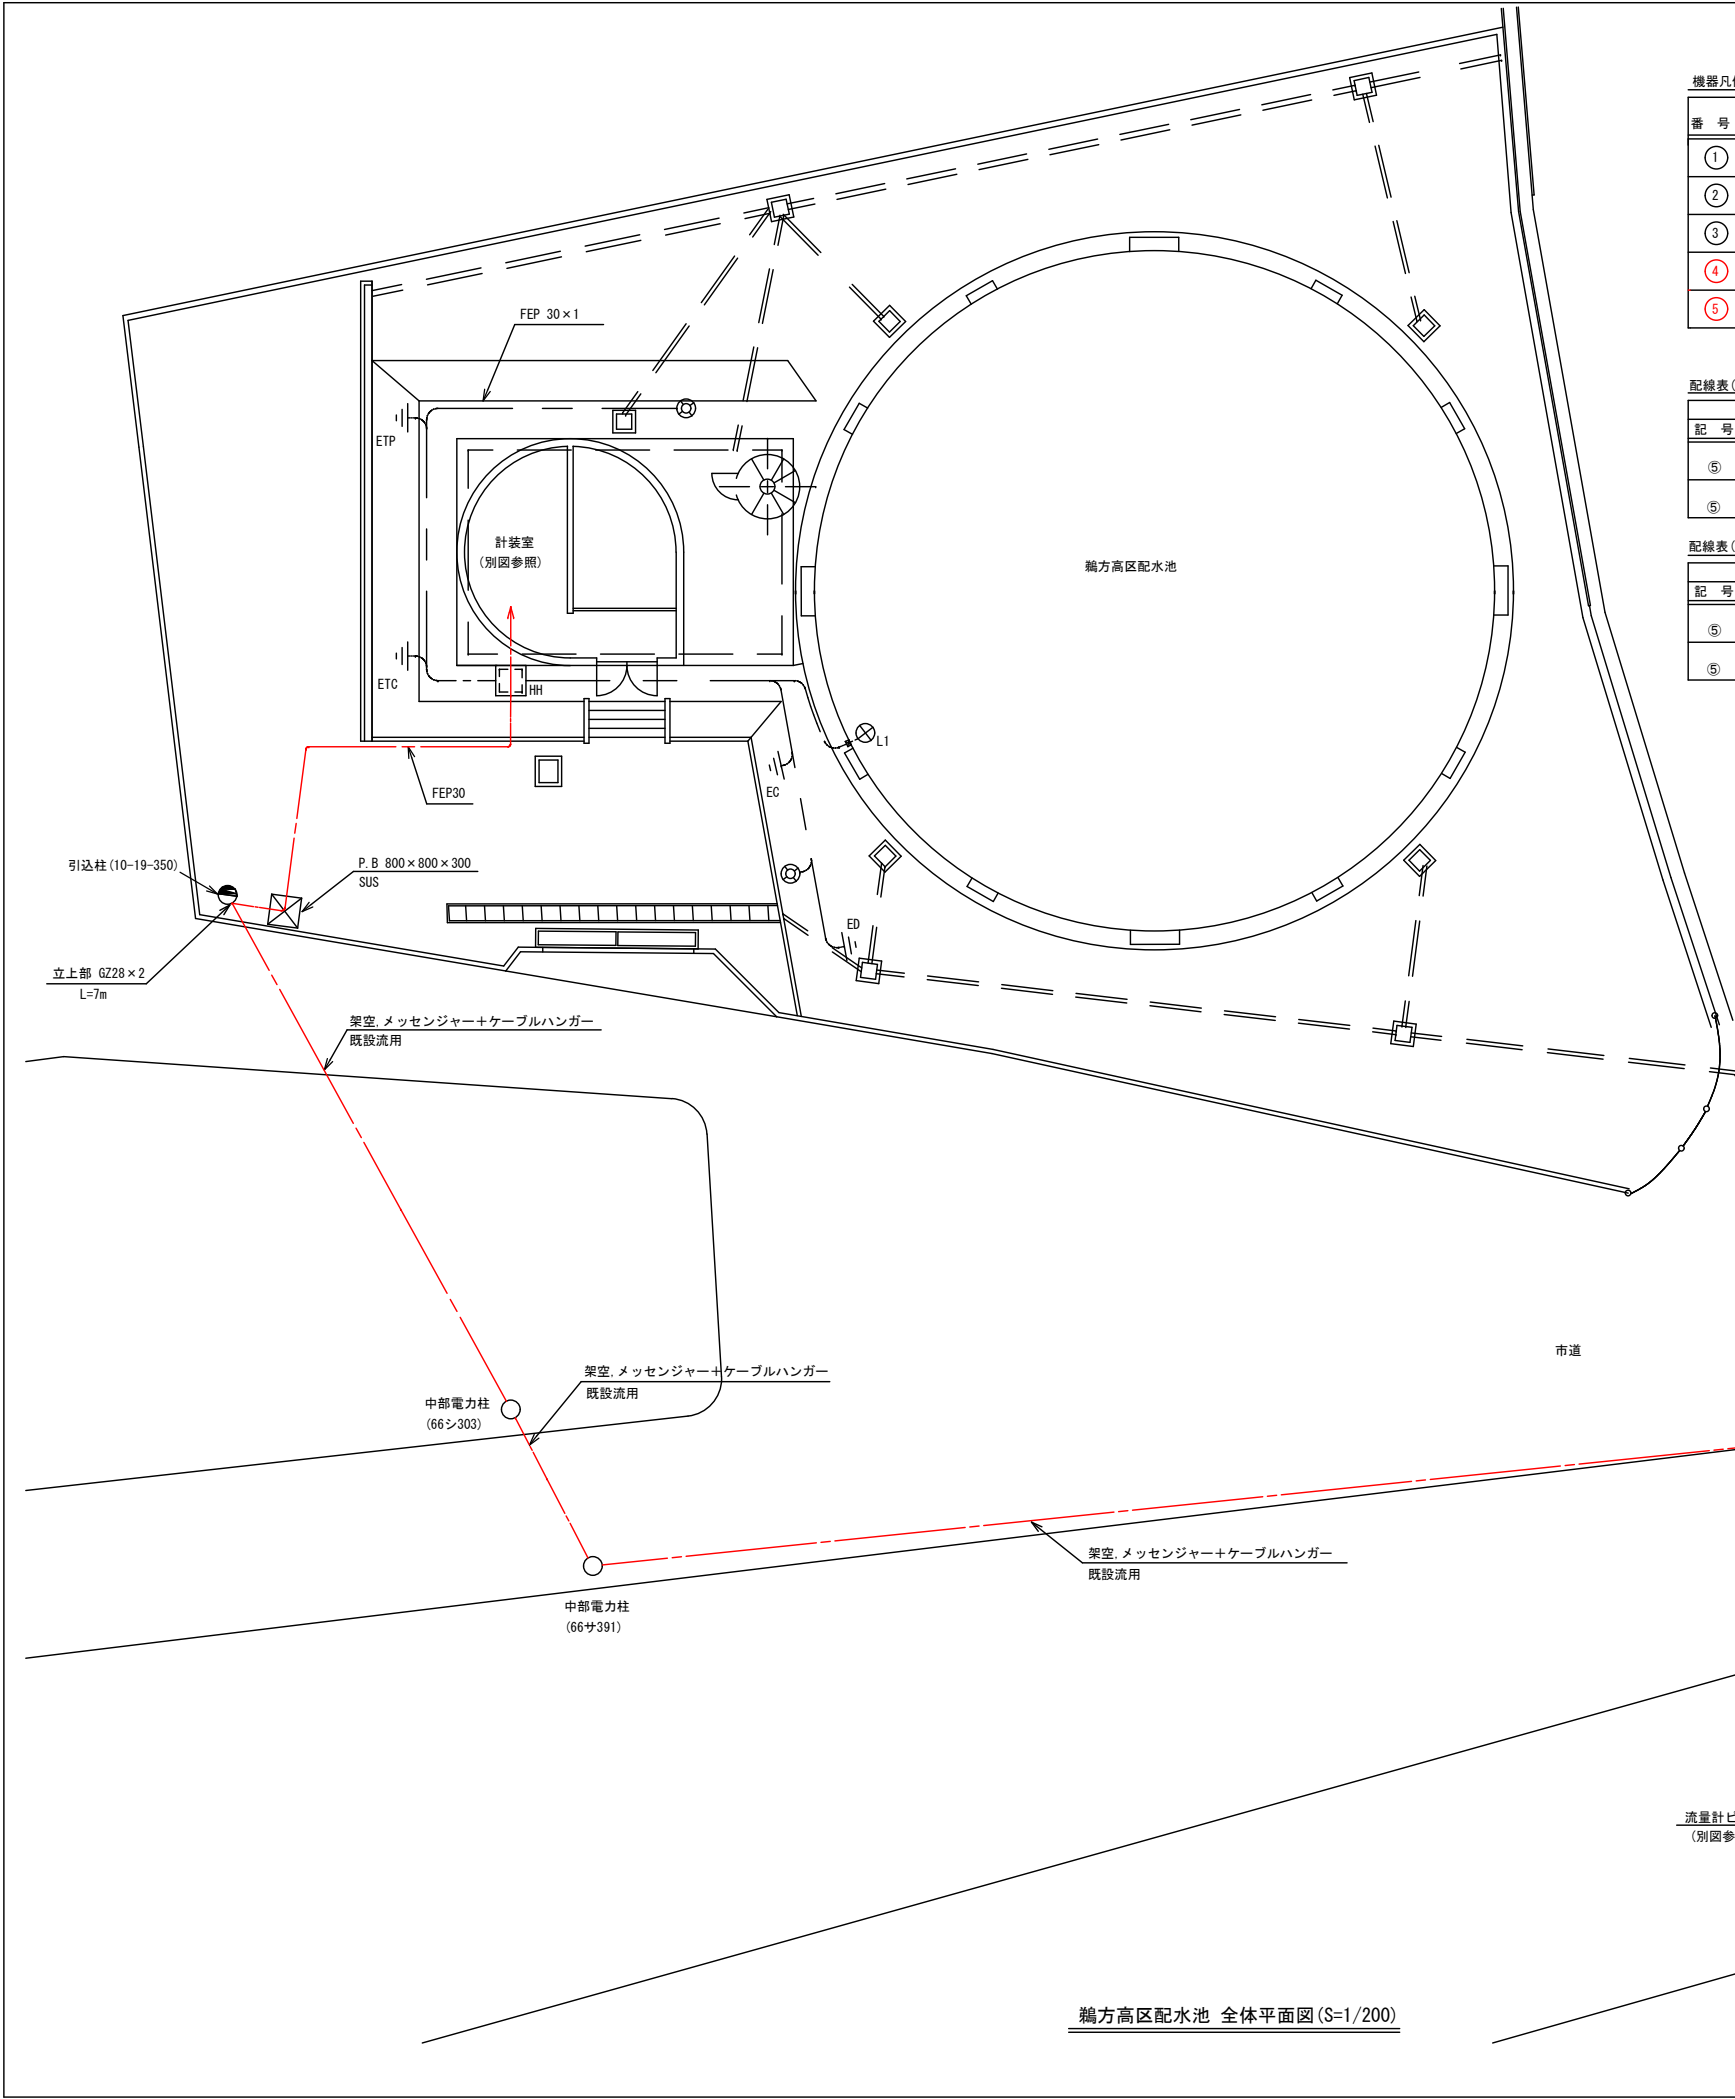 FEP 30×1
ETP
計装室
(別図参照)
鵜方高区配水池
ETC
HH
L1
FEP30
EC
引込柱(10-19-350)
P.B 800×800×300
SUS
ED
立上部 GZ28×2
L=7m
架空,メッセンジャー＋ケーブルハンガー
既設流用
市道
架空,メッセンジャー＋ケーブルハンガー
既設流用
中部電力柱
(66シ303)
架空,メッセンジャー＋ケーブルハンガー
既設流用
中部電力柱
(66サ391)
鵜方高区配水池 全体平面図(S=1/200)
機器凡
番 号
①
②
③
④
⑤
配線表(
記 号
⑤
⑤
配線表(
記 号
⑤
⑤
流量計ピ
(別図参